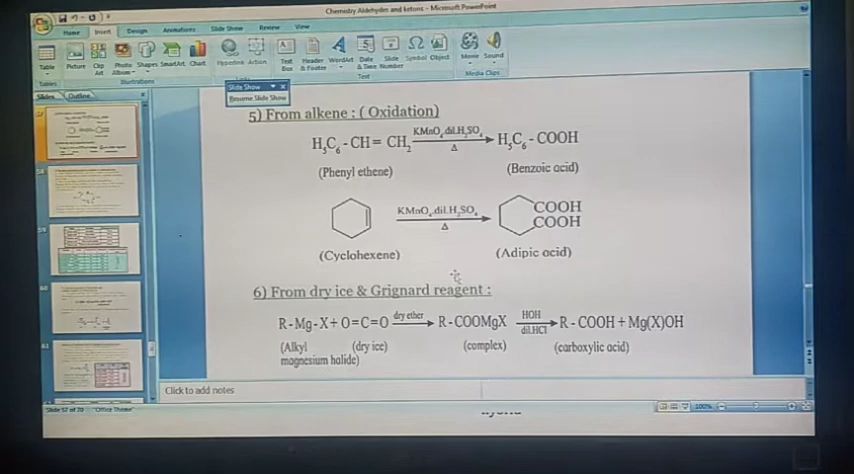 Chemistry Aldehydes and ketones - Microsoft PowerPoint
Home Insert Design Animations Slide Show Review View
Table Picture Clip Art Photo Album Shapes SmartArt Chart Hyperlink Action Text Box Header & Footer WordArt Date & Time Slide Number Symbol Object Movie Sound
Tables Illustrations Text Media Clips
Slides Outline
Slide Show
Resume Slide Show
5) From alkene : ( Oxidation)
H₅C₆ - CH = CH₂ KMnO₄ dil.H₂SO₄ Δ H₅C₆ - COOH
(Phenyl ethene) (Benzoic acid)
KMnO₄ dil.H₂SO₄ Δ COOH
COOH
(Cyclohexene) (Adipic acid)
6) From dry ice & Grignard reagent :
R-Mg-X + O=C=O dry ether R-COOMgX HOH dil.HCl R - COOH + Mg(X)OH
(Alkyl magnesium halide) (dry ice) (complex) (carboxylic acid)
58
59
60
61
Click to add notes
Slide 57 of 70 "Office Theme" 100%